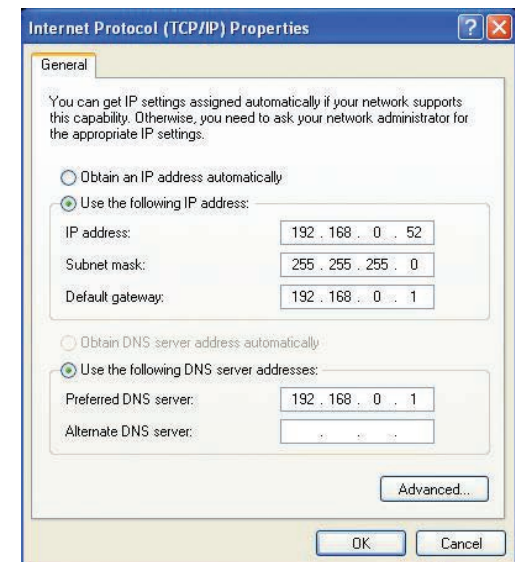 Internet Protocol (TCP/IP) Properties
General
You can get IP settings assigned automatically if your network supports
this capability. Otherwise, you need to ask your network administrator for
the appropriate IP settings.
Obtain an IP address automatically
Use the following IP address:
IP address: 192 . 168 . 0 . 52
Subnet mask: 255 . 255 . 255 . 0
Default gateway: 192 . 168 . 0 . 1
Obtain DNS server address automatically
Use the following DNS server addresses:
Preferred DNS server: 192 . 168 . 0 . 1
Alternate DNS server: . . .
Advanced...
OK Cancel